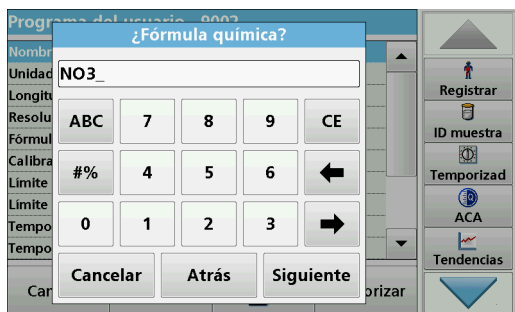 Programa del usuario 9002
¿Fórmula química?
Nombr
Unidad
Longitu
Resolu
Fórmul
Calibra
Límite
Límite
Tempo
Tempo
NO3_
ABC 7 8 9 CE
#% 4 5 6
0 1 2 3
Cancelar Atrás Siguiente
Can
orizar
Registrar
ID muestra
Temporizad
ACA
Tendencias